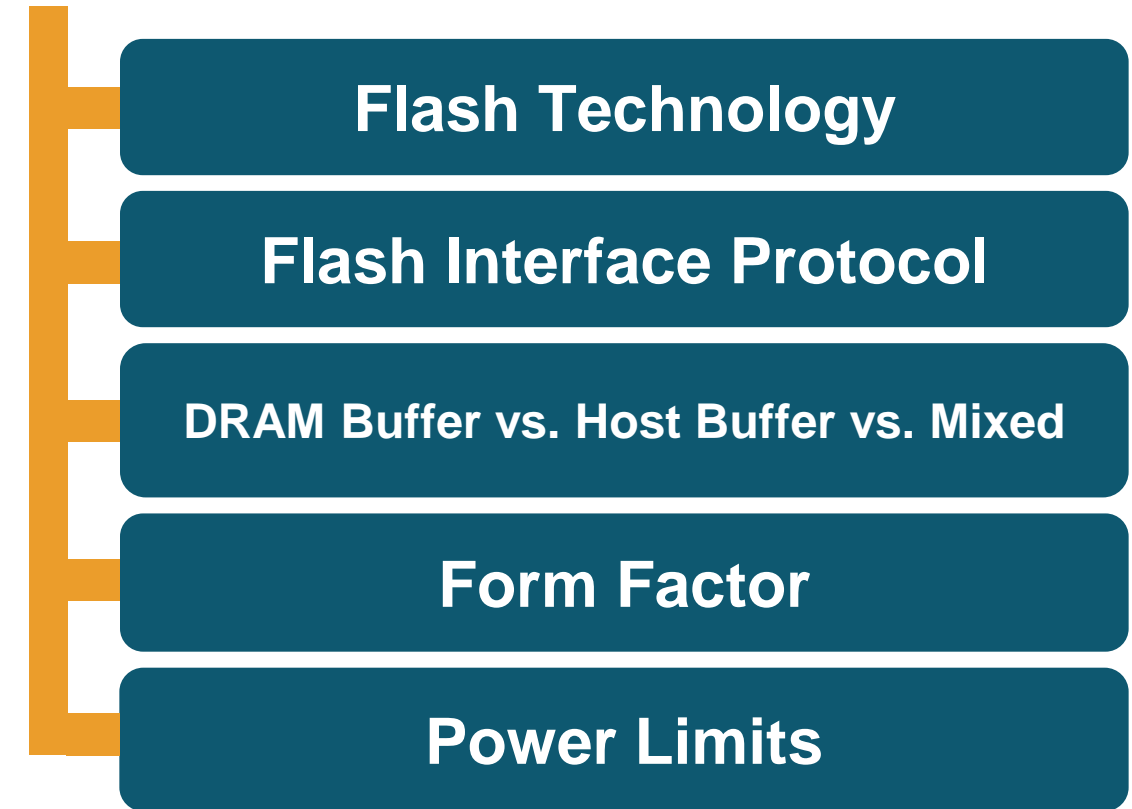 Flash Technology
Flash Interface Protocol
DRAM Buffer vs. Host Buffer vs. Mixed
Form Factor
Power Limits